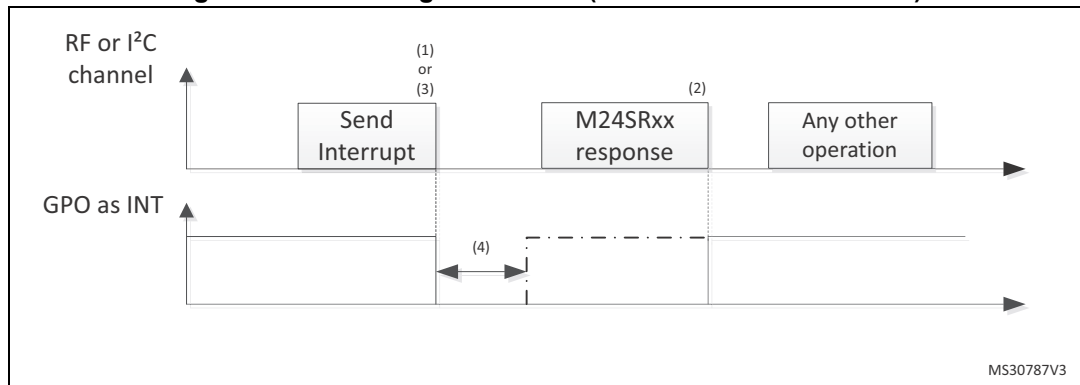 RF or I²C
channel
(1)
or
(3)
(2)
Send
Interrupt
M24SRxx
response
Any other
operation
GPO as INT
(4)
MS30787V3